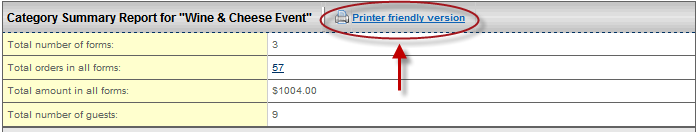 Category Summary Report for "Wine & Cheese Event" Printer friendly version
Total number of forms: 3
Total orders in all forms: 57
Total amount in all forms: $1004.00
Total number of guests: 9